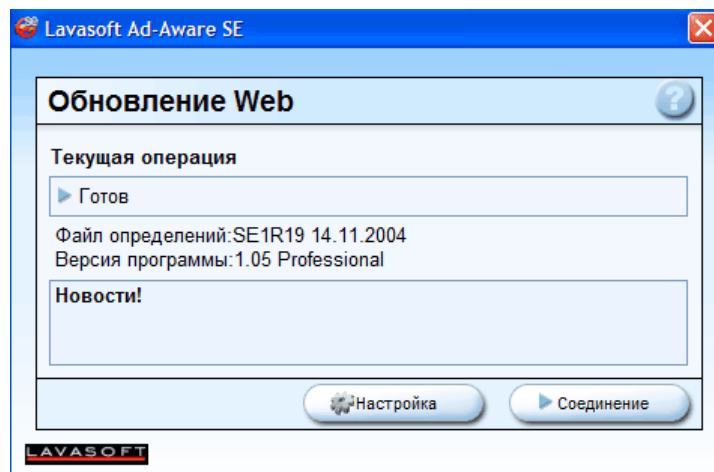 Lavasoft Ad-Aware SE
Обновление Web
?
Текущая операция
Готов
Файл определений:SE1R19 14.11.2004
Версия программы:1.05 Professional
Новости!
Настройка
Соединение
LAVASOFT